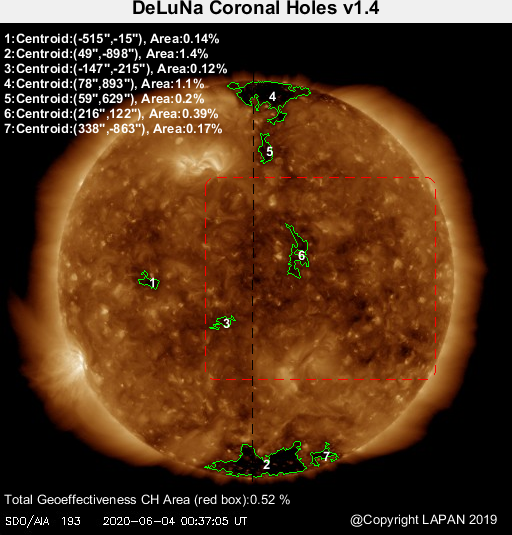 DeLuNa Coronal Holes v1.4
1:Centroid:(-515",-15"), Area:0.14%
2:Centroid:(49",-898"), Area:1.4%
3:Centroid:(-147",-215"), Area:0.12%
4:Centroid:(78",893"), Area:1.1%
5:Centroid:(59",629"), Area:0.2%
6:Centroid:(216",122"), Area:0.39%
7:Centroid:(338",-863"), Area:0.17%
4
5
6
1
3
7
2
Total Geoeffectiveness CH Area (red box):0.52 %
SDO/AIA 193 2020-06-04 00:37:05 UT
@Copyright LAPAN 2019